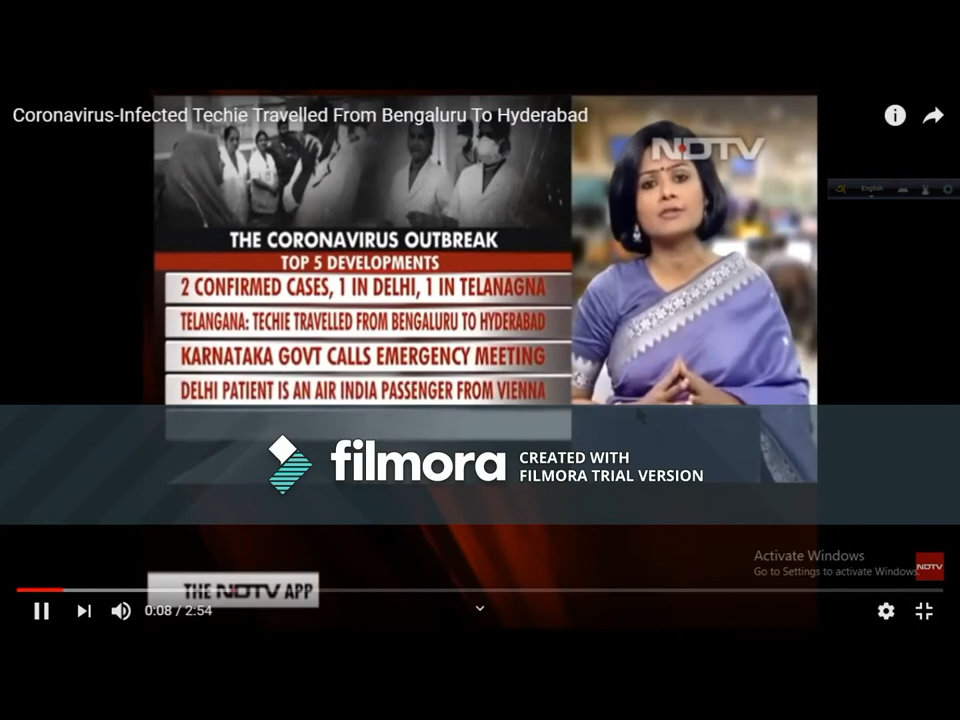 Coronavirus-Infected Techie Travelled From Bengaluru To Hyderabad
NDTV
English
THE CORONAVIRUS OUTBREAK
TOP 5 DEVELOPMENTS
2 CONFIRMED CASES, 1 IN DELHI, 1 IN TELANAGNA
TELANGANA: TECHIE TRAVELLED FROM BENGALURU TO HYDERABAD
KARNATAKA GOVT CALLS EMERGENCY MEETING
DELHI PATIENT IS AN AIR INDIA PASSENGER FROM VIENNA
filmora
CREATED WITH
FILMORA TRIAL VERSION
Activate Windows
Go to Settings to activate Windows.
NDTV
THE NDTV APP
0:08 / 2:54